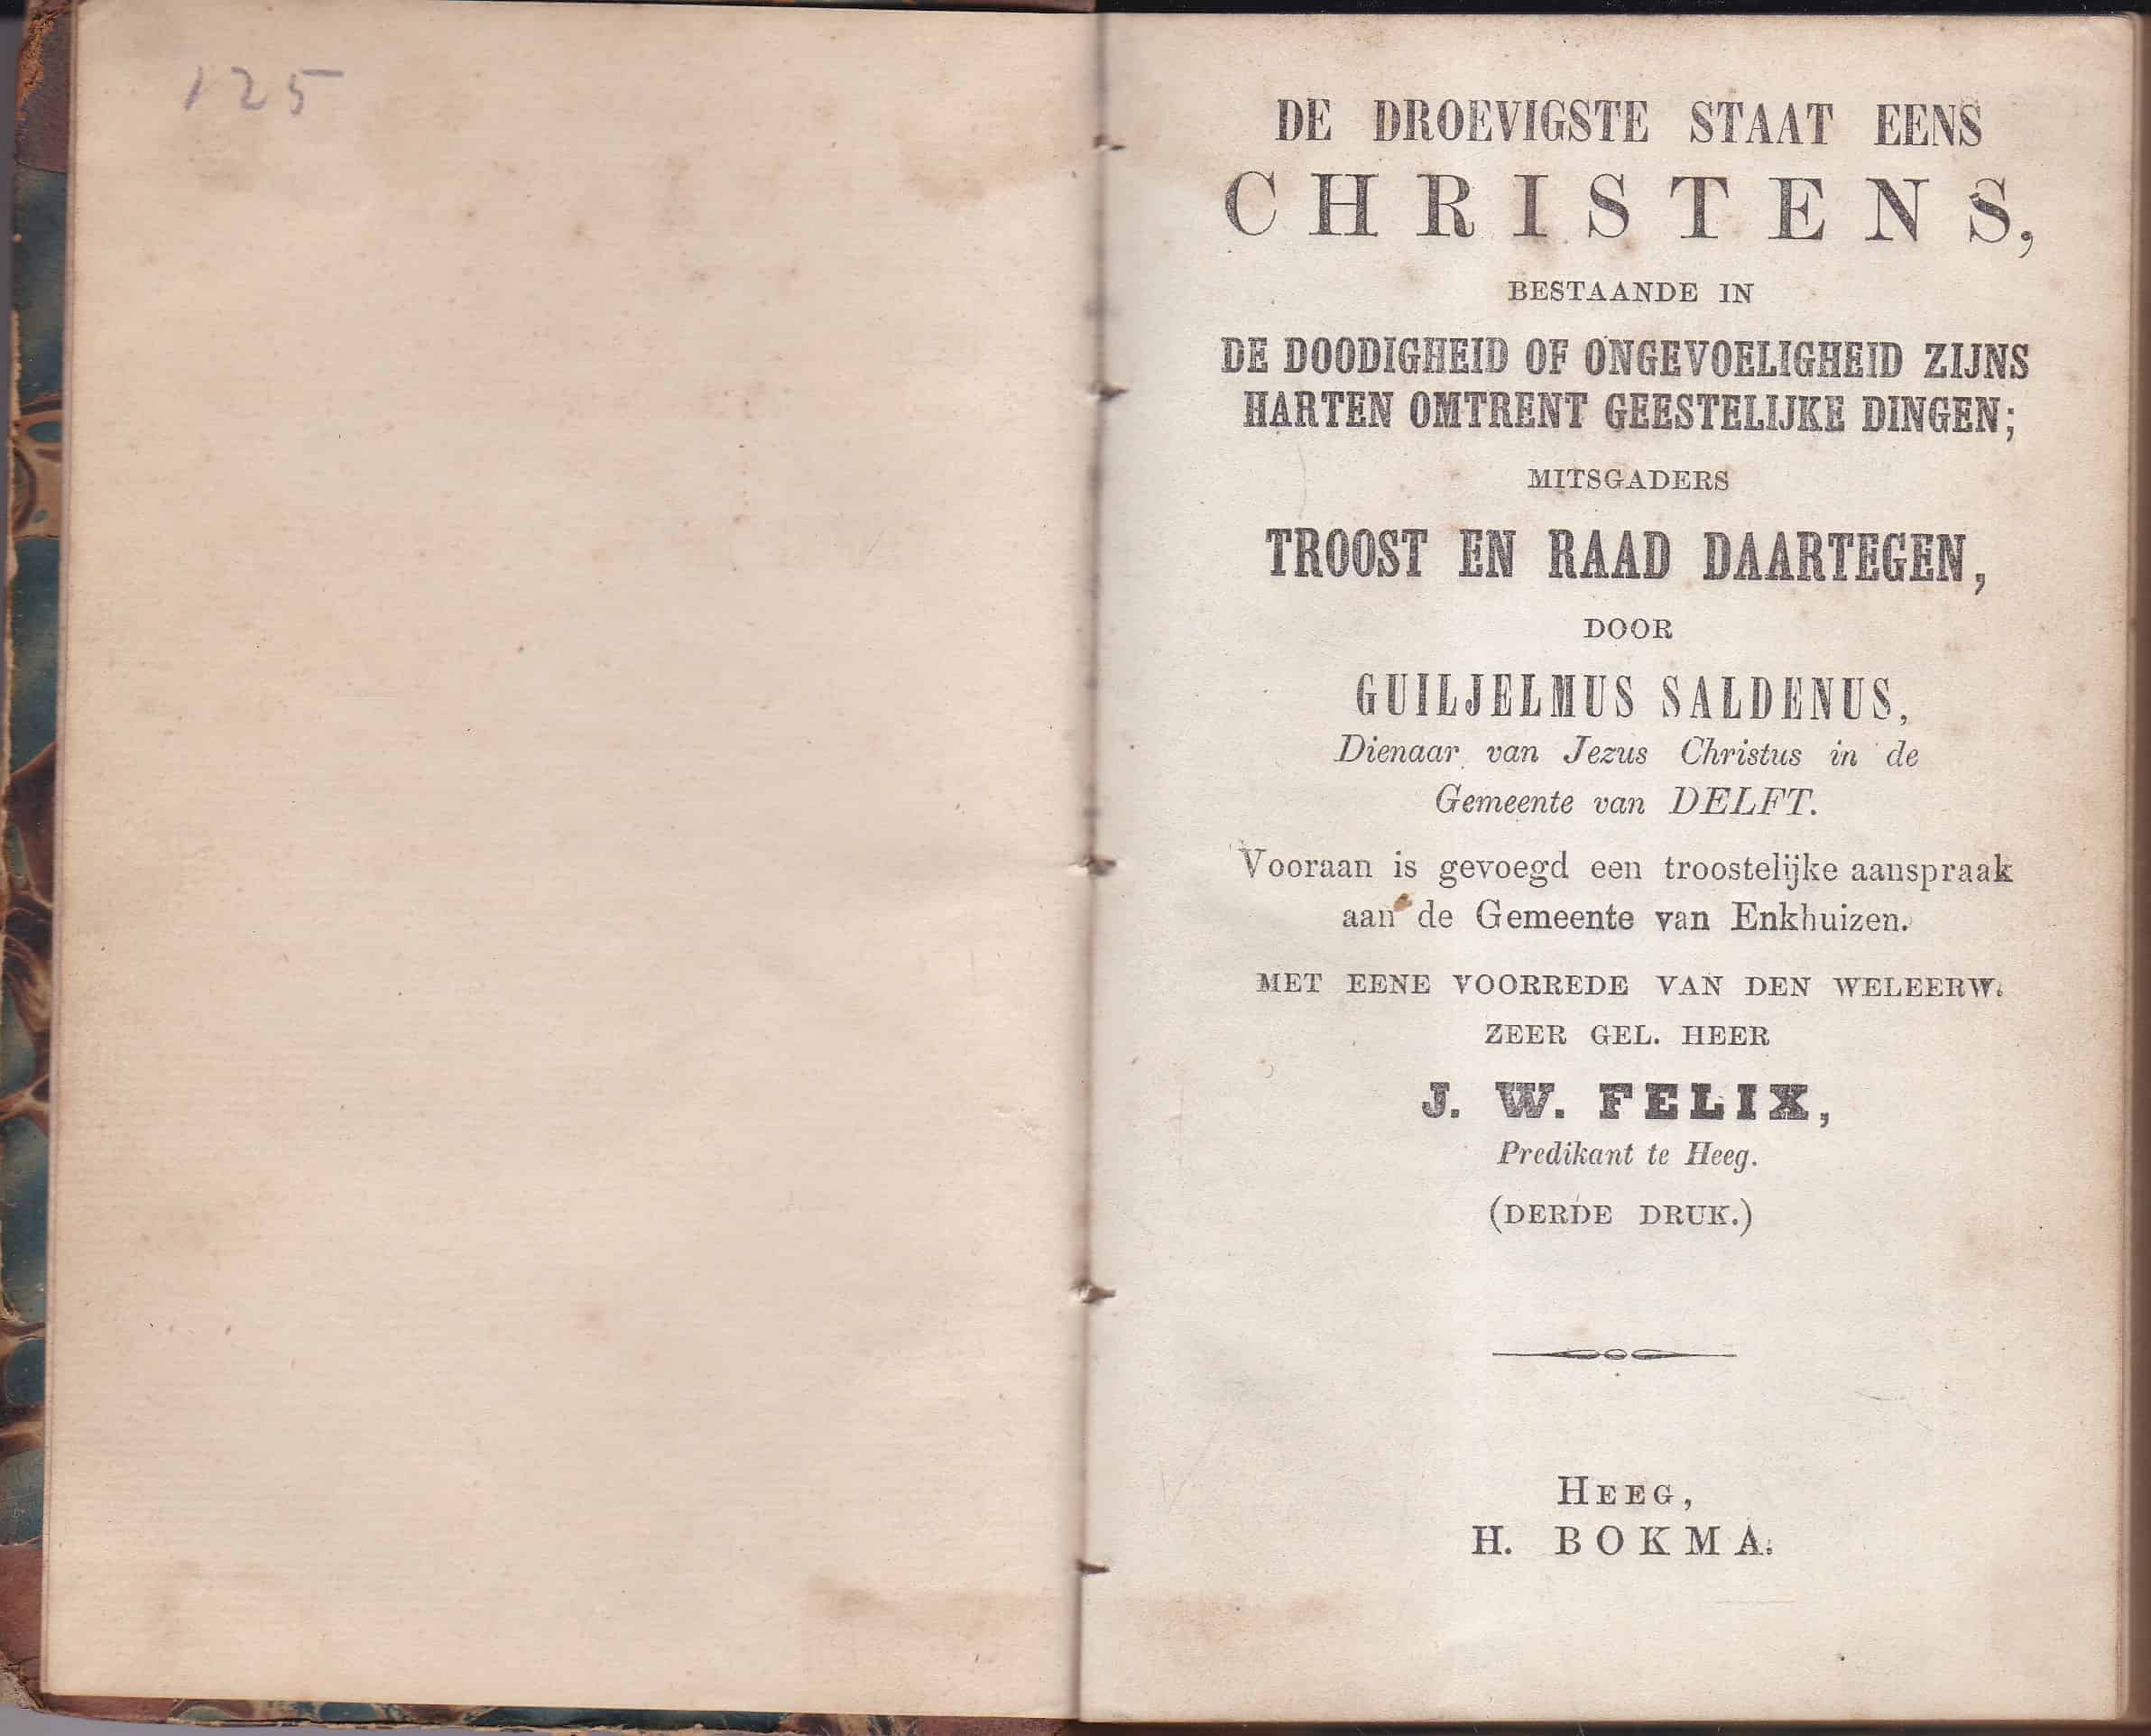 125
DE DROEVIGSTE STAAT EENS
CHRISTENS,
BESTAANDE IN
DE DOODIGHEID OF ONGEVOELIGHEID ZIJNS
HARTEN OMTRENT GEESTELIJKE DINGEN;
MITSGADERS
TROOST EN RAAD DAARTEGEN,
DOOR
GUILJELMUS SALDENUS,
Dienaar van Jezus Christus in de
Gemeente van DELFT.
Vooraan is gevoegd een troostelijke aanspraak
aan de Gemeente van Enkhuizen.
MET EENE VOORREDE VAN DEN WELEERW.
ZEER GEL. HEER
J. W. FELIX,
Predikant te Heeg.
(DERDE DRUK.)
HEEG,
H. BOKMA.